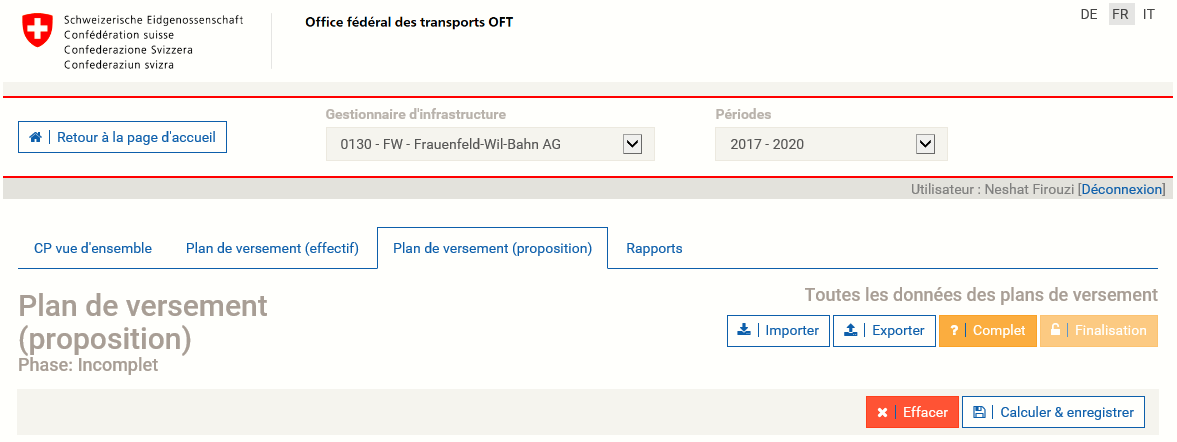 Schweizerische Eidgenossenschaft
Confédération suisse
Confederazione Svizzera
Confederaziun svizra
Office fédéral des transports OFT
DE FR IT
Retour à la page d'accueil
Gestionnaire d'infrastructure
0130 - FW - Frauenfeld-Wil-Bahn AG
Périodes
2017 - 2020
Utilisateur : Neshat Firouzi [Déconnexion]
CP vue d'ensemble
Plan de versement (effectif)
Plan de versement (proposition)
Rapports
Plan de versement
(proposition)
Phase: Incomplet
Toutes les données des plans de versement
Importer
Exporter
? Complet
Finalisation
Effacer
Calculer & enregistrer